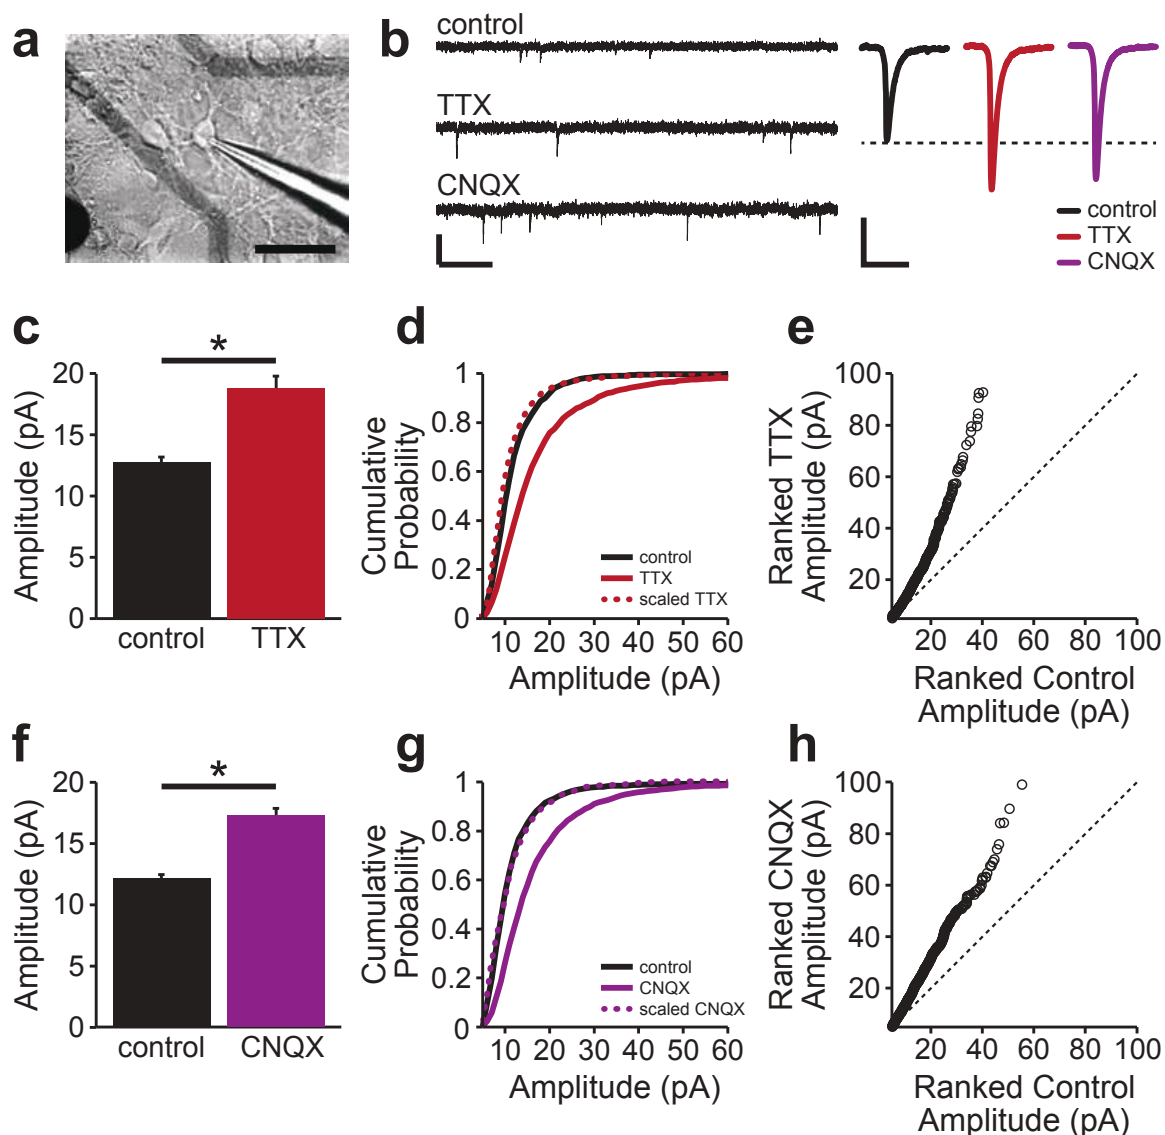 a
b
control
TTX
CNQX
control
TTX
CNQX
c
*
20
15
10
5
0
Amplitude (pA)
control
TTX
d
1
0.8
0.6
0.4
0.2
0
Cumulative
Probability
control
TTX
scaled TTX
10 20 30 40 50 60
Amplitude (pA)
e
100
80
60
40
20
Ranked TTX
Amplitude (pA)
20 40 60 80 100
Ranked Control
Amplitude (pA)
f
*
20
15
10
5
0
Amplitude (pA)
control
CNQX
g
1
0.8
0.6
0.4
0.2
0
Cumulative
Probability
control
CNQX
scaled CNQX
10 20 30 40 50 60
Amplitude (pA)
h
100
80
60
40
20
Ranked CNQX
Amplitude (pA)
20 40 60 80 100
Ranked Control
Amplitude (pA)